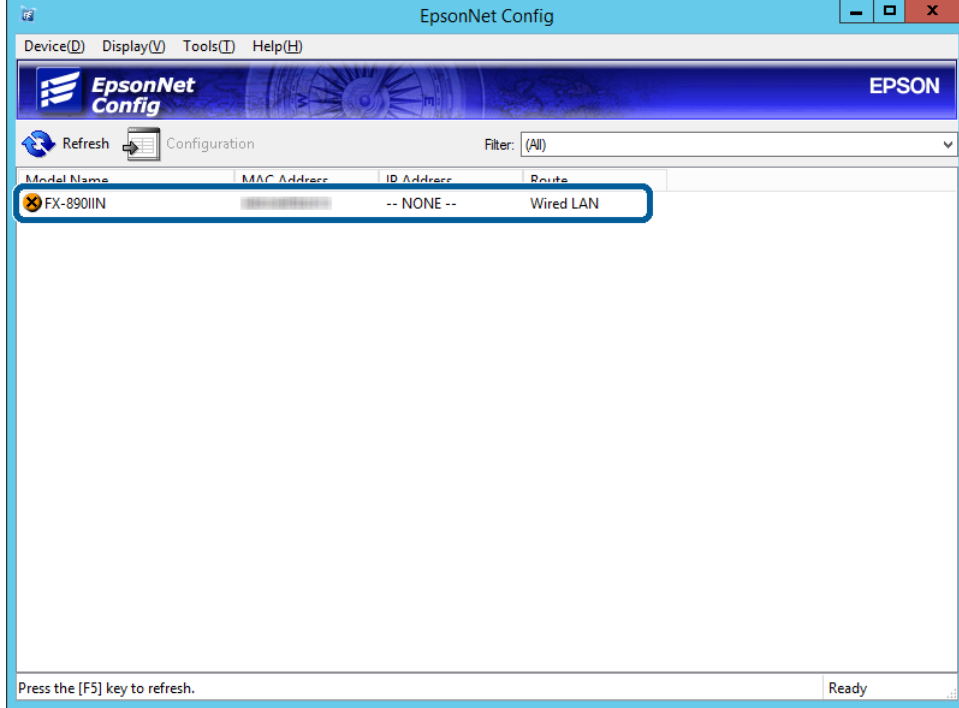 EpsonNet Config
Device(D) Display(V) Tools(T) Help(H)
EpsonNet
Config
EPSON
Refresh Configuration Filter: (All)
Model Name MAC Address IP Address Route
FX-890IIN -- NONE -- Wired LAN
Press the [F5] key to refresh. Ready